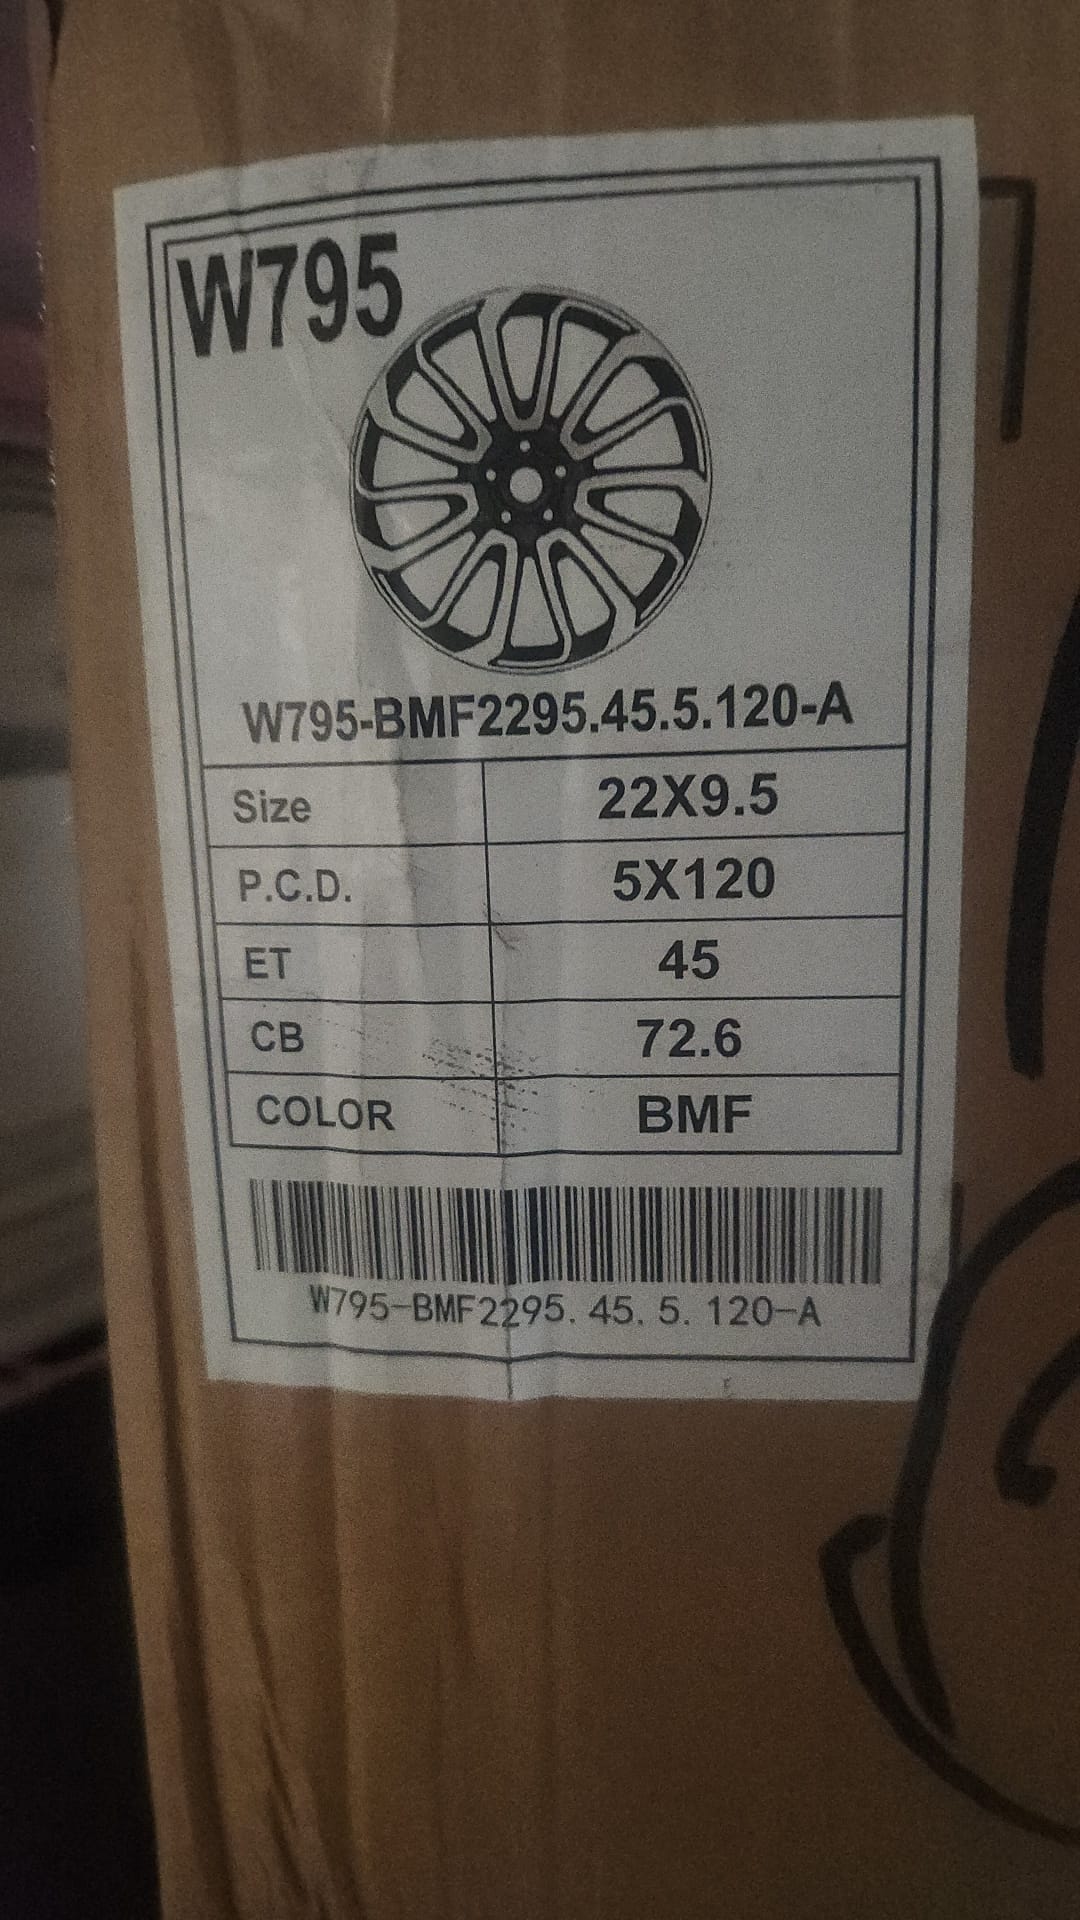 W795
W795-BMF2295.45.5.120-A
Size 22X9.5
P.C.D. 5X120
ET 45
CB 72.6
COLOR BMF
W795-BMF2295. 45. 5. 120-A